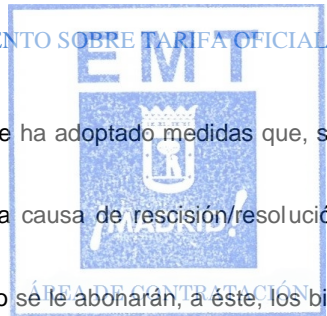 ENTO SOBRE TARIFA OFICIAL
EMT
e ha adoptado medidas que, s
a causa de rescisión/resolució
¡MADRID!
ÁREA DE CONTRATACIÓN
o se le abonarán, a éste, los bi